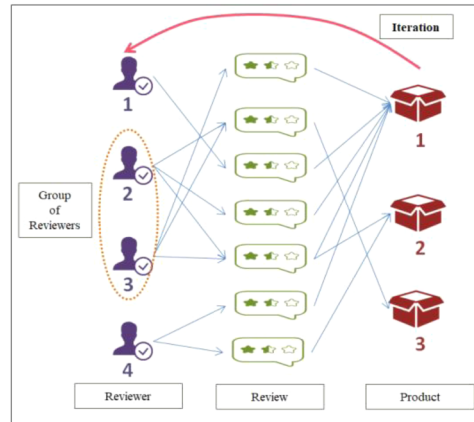 Iteration
1
1
2
Group
of
Reviewers
2
3
3
4
Reviewer
Review
Product